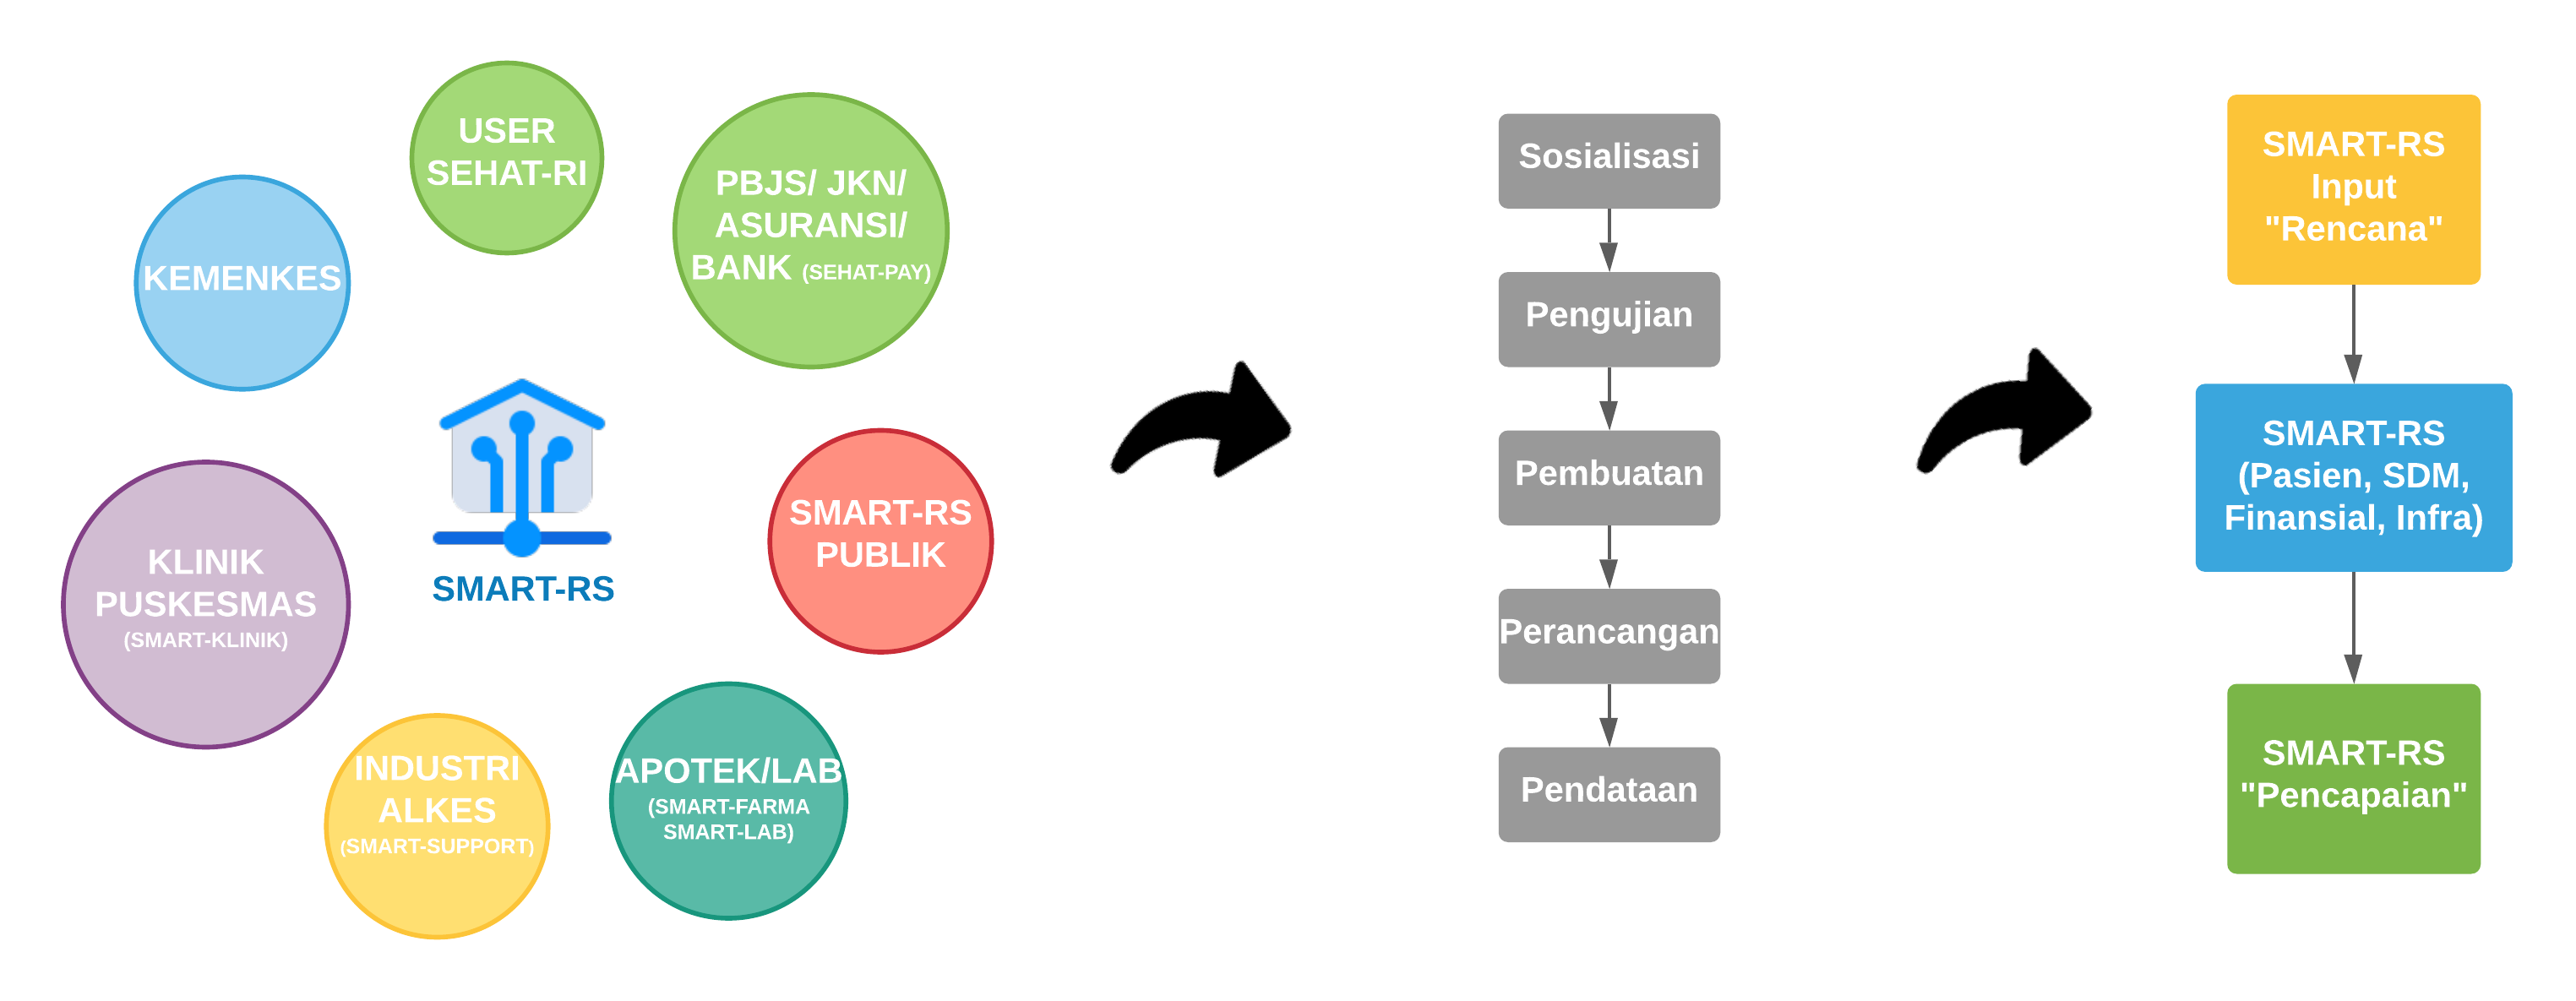 USER
SEHAT-RI
PBJS/ JKN/
ASURANSI/
BANK (SEHAT-PAY)
KEMENKES
SMART-RS
SMART-RS
PUBLIK
KLINIK
PUSKESMAS
(SMART-KLINIK)
INDUSTRI
ALKES
(SMART-SUPPORT)
APOTEK/LAB
(SMART-FARMA
SMART-LAB)
Sosialisasi
Pengujian
Pembuatan
Perancangan
Pendataan
SMART-RS
Input
"Rencana"
SMART-RS
(Pasien, SDM,
Finansial, Infra)
SMART-RS
"Pencapaian"